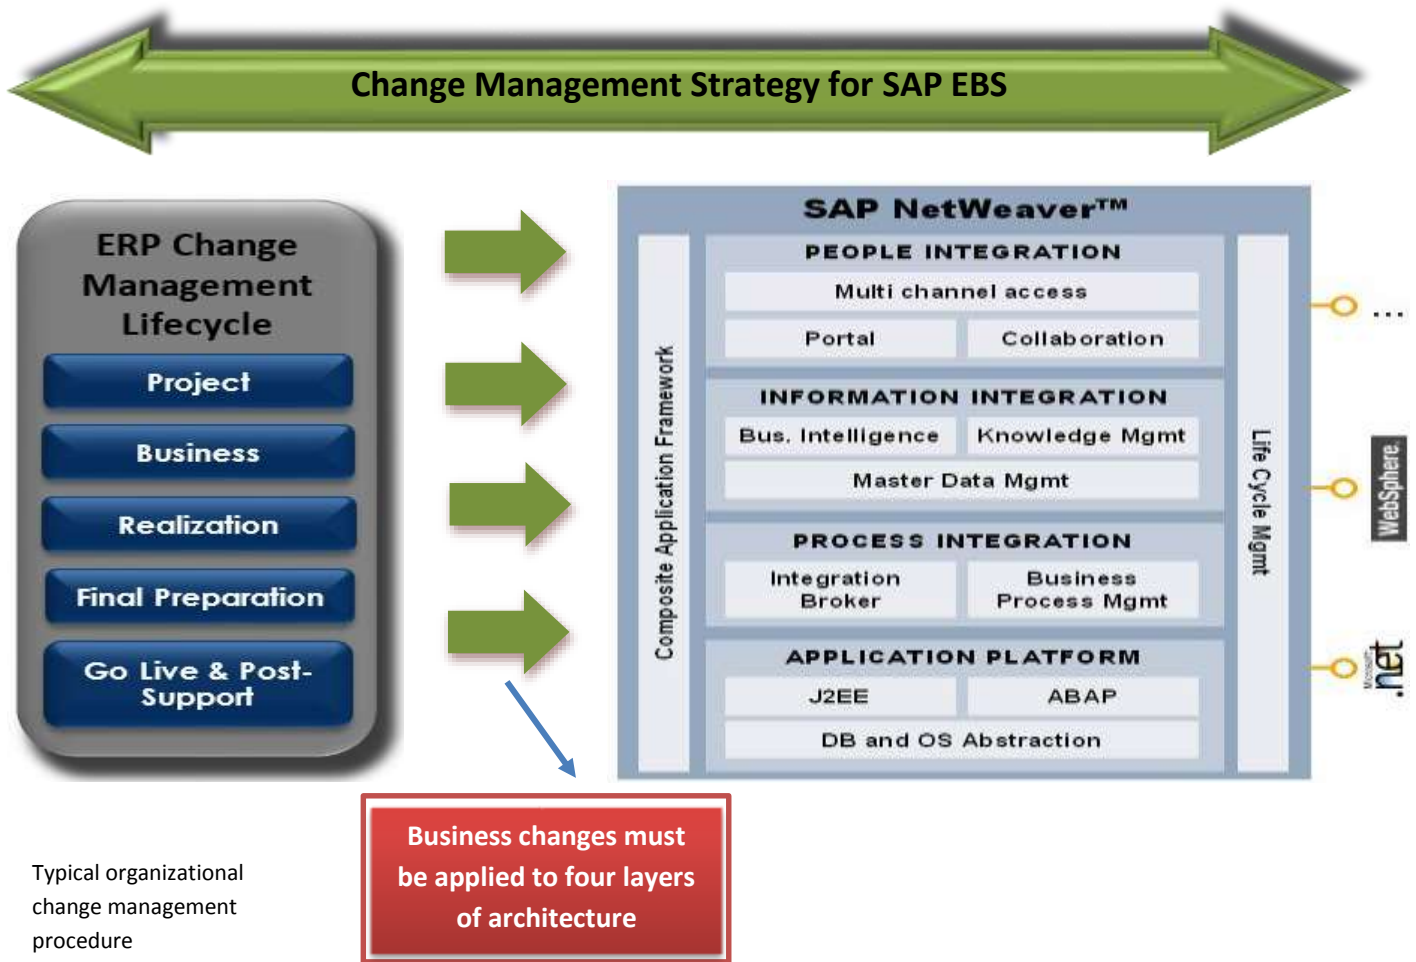 Change Management Strategy for SAP EBS
ERP Change
Management
Lifecycle
Project
Business
Realization
Final Preparation
Go Live & Post-
Support
SAP NetWeaver™
Composite Application Framework
PEOPLE INTEGRATION
Multi channel access
Portal
Collaboration
INFORMATION INTEGRATION
Bus. Intelligence
Knowledge Mgmt
Master Data Mgmt
PROCESS INTEGRATION
Integration
Broker
Business
Process Mgmt
APPLICATION PLATFORM
J2EE
ABAP
DB and OS Abstraction
Life Cycle Mgmt
...
WebSphere.
Microsoft
.net
Business changes must
be applied to four layers
of architecture
Typical organizational
change management
procedure